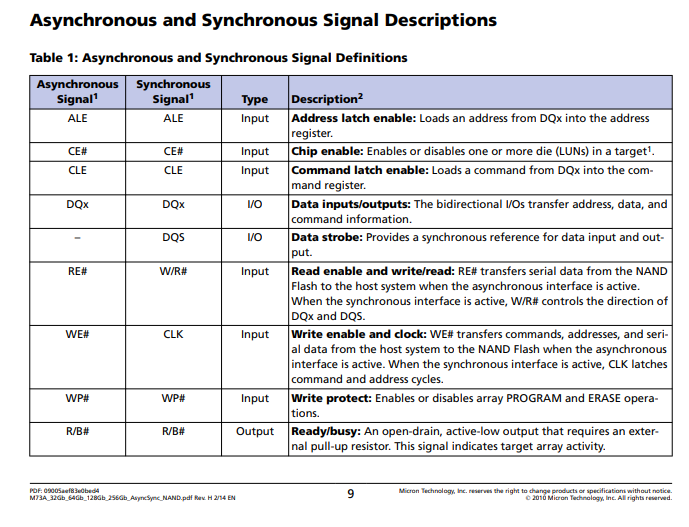 Asynchronous and Synchronous Signal Descriptions
Table 1: Asynchronous and Synchronous Signal Definitions
Asynchronous Signal1 Synchronous Signal1 Type Description2
ALE ALE Input Address latch enable: Loads an address from DQx into the address
register.
CE# CE# Input Chip enable: Enables or disables one or more die (LUNs) in a target1.
CLE CLE Input Command latch enable: Loads a command from DQx into the com-
mand register.
DQx DQx I/O Data inputs/outputs: The bidirectional I/Os transfer address, data, and
command information.
– DQS I/O Data strobe: Provides a synchronous reference for data input and out-
put.
RE# W/R# Input Read enable and write/read: RE# transfers serial data from the NAND
Flash to the host system when the asynchronous interface is active.
When the synchronous interface is active, W/R# controls the direction of
DQx and DQS.
WE# CLK Input Write enable and clock: WE# transfers commands, addresses, and seri-
al data from the host system to the NAND Flash when the asynchronous
interface is active. When the synchronous interface is active, CLK latches
command and address cycles.
WP# WP# Input Write protect: Enables or disables array PROGRAM and ERASE opera-
tions.
R/B# R/B# Output Ready/busy: An open-drain, active-low output that requires an exter-
nal pull-up resistor. This signal indicates target array activity.
PDF: 09005aef83e0bed4
M73A_32Gb_64Gb_128Gb_256Gb_AsyncSync_NAND.pdf Rev. H 2/14 EN
9
Micron Technology, Inc. reserves the right to change products or specifications without notice.
© 2010 Micron Technology, Inc. All rights reserved.